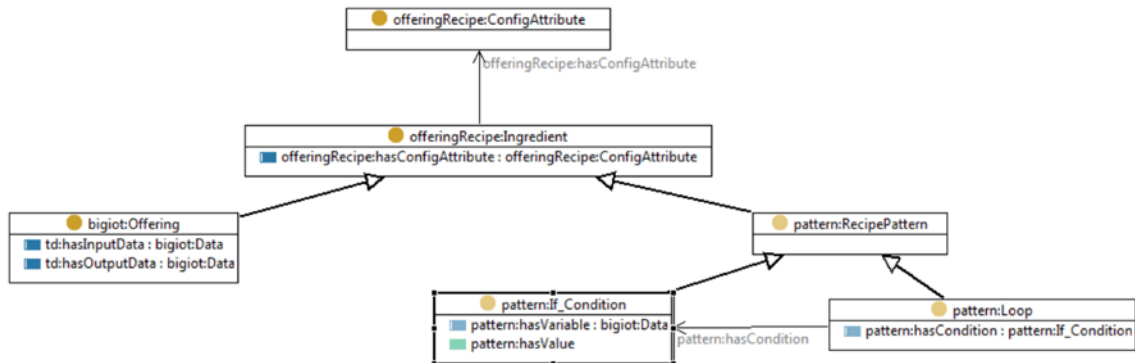 offeringRecipe:ConfigAttribute
offeringRecipe:hasConfigAttribute
offeringRecipe:Ingredient
offeringRecipe:hasConfigAttribute : offeringRecipe:ConfigAttribute
bigiot:Offering
td:hasInputData : bigiot:Data
td:hasOutputData : bigiot:Data
pattern:RecipePattern
pattern:If_Condition
pattern:hasVariable : bigiot:Data
pattern:hasValue
pattern:hasCondition
pattern:Loop
pattern:hasCondition : pattern:If_Condition